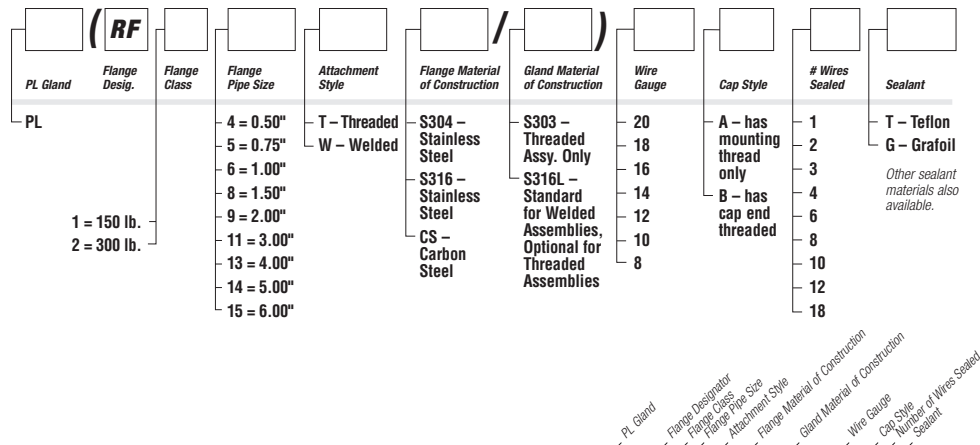 ( RF / )
PL Gland
Flange Desig.
Flange Class
Flange Pipe Size
Attachment Style
Flange Material of Construction
Gland Material of Construction
Wire Gauge
Cap Style
# Wires Sealed
Sealant
PL
1 = 150 lb.
2 = 300 lb.
4 = 0.50"
5 = 0.75"
6 = 1.00"
8 = 1.50"
9 = 2.00"
11 = 3.00"
13 = 4.00"
14 = 5.00"
15 = 6.00"
T – Threaded
W – Welded
S304 –
Stainless
Steel
S316 –
Stainless
Steel
CS –
Carbon
Steel
S303 –
Threaded
Assy. Only
S316L –
Standard
for Welded
Assemblies,
Optional for
Threaded
Assemblies
20
18
16
14
12
10
8
A – has
mounting
thread
only
B – has
cap end
threaded
1
2
3
4
6
8
10
12
18
T – Teflon
G – Grafoil
Other sealant
materials also
available.
PL Gland
Flange Designator
Flange Class
Flange Pipe Size
Attachment Style
Flange Material of Construction
Gland Material of Construction
Wire Gauge
Cap Style
Number of Wires Sealed
Sealant